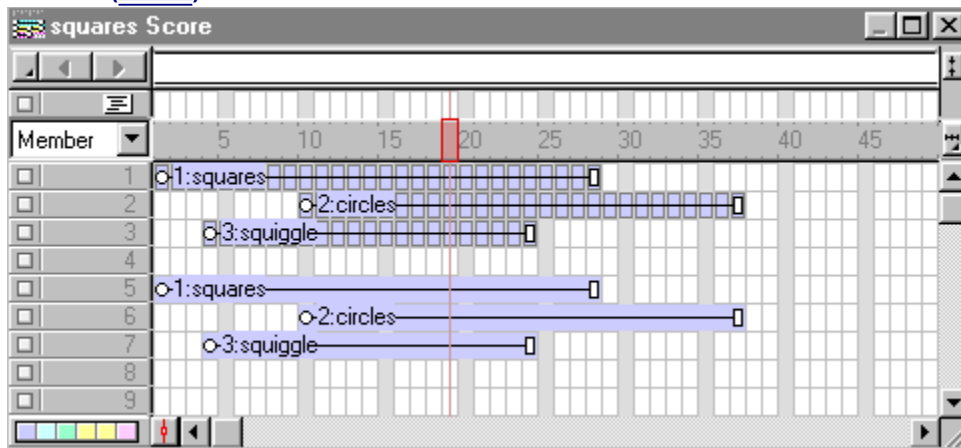 squares Score
Member 5 10 15 20 25 30 35 40 45
1 1:squares
2 2:circles
3 3:squiggle
4
5 1:squares
6 2:circles
7 3:squiggle
8
9